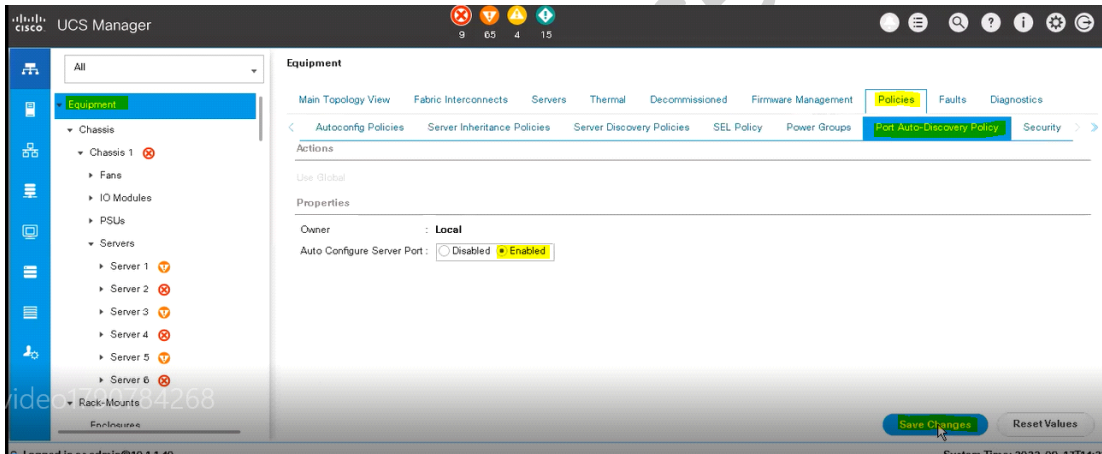 cisco UCS Manager
9 65 4 15
All
Equipment
Chassis
Chassis 1
Fans
IO Modules
PSUs
Servers
Server 1
Server 2
Server 3
Server 4
Server 5
Server 6
Rack-Mounts
Enclosures
video1700784268
Equipment
Main Topology View Fabric Interconnects Servers Thermal Decommissioned Firmware Management Policies Faults Diagnostics
Autoconfig Policies Server Inheritance Policies Server Discovery Policies SEL Policy Power Groups Port Auto-Discovery Policy Security
Actions
Use Global
Properties
Owner : Local
Auto Configure Server Port : Disabled Enabled
Save Changes Reset Values